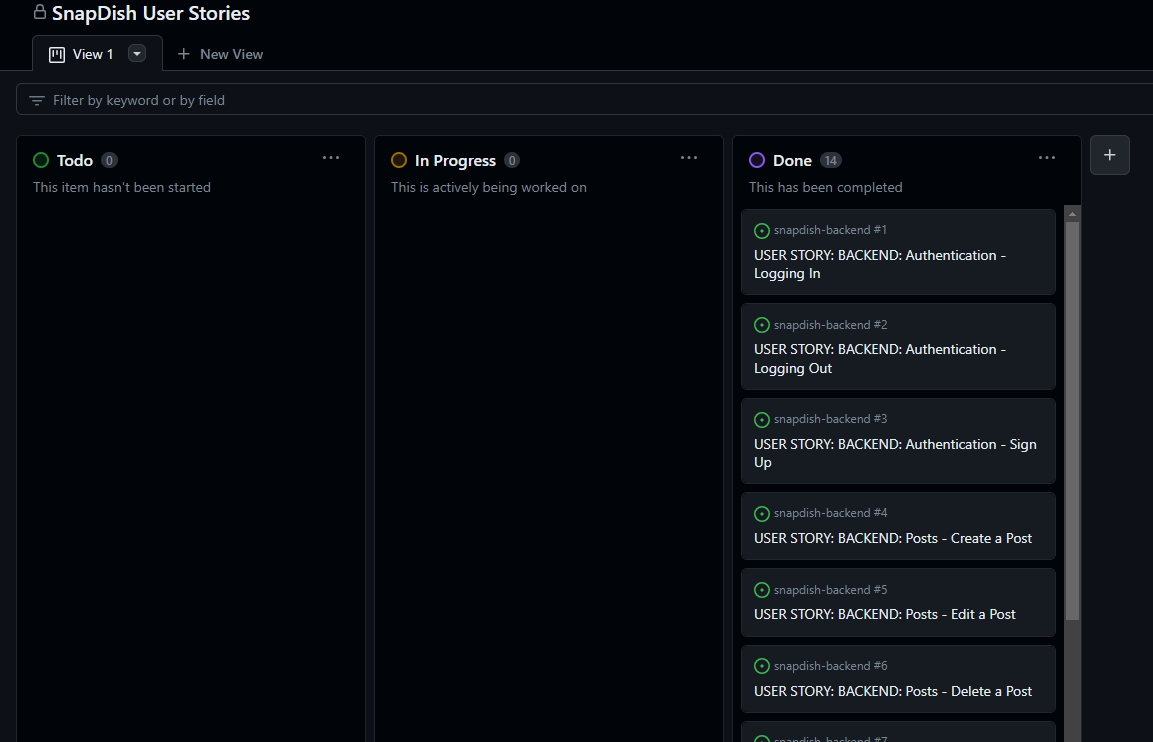 SnapDish User Stories
View 1
New View
Filter by keyword or by field
Todo 0
This item hasn't been started
In Progress 0
This is actively being worked on
Done 14
This has been completed
snapdish-backend #1
USER STORY: BACKEND: Authentication -
Logging In
snapdish-backend #2
USER STORY: BACKEND: Authentication -
Logging Out
snapdish-backend #3
USER STORY: BACKEND: Authentication - Sign
Up
snapdish-backend #4
USER STORY: BACKEND: Posts - Create a Post
snapdish-backend #5
USER STORY: BACKEND: Posts - Edit a Post
snapdish-backend #6
USER STORY: BACKEND: Posts - Delete a Post
snapdish-backend #7